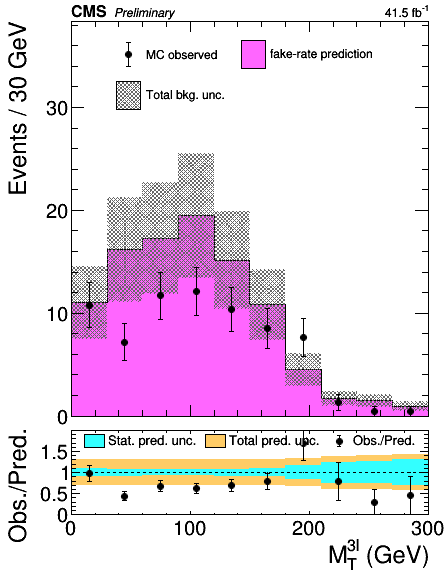 CMS Preliminary 41.5 fb⁻¹
Events / 30 GeV
MC observed
fake-rate prediction
Total bkg. unc.
30
20
10
0
Obs./Pred.
Stat. pred. unc.
Total pred. unc.
Obs./Pred.
1.5
1
0.5
0
0 100 200 300
M_T^{3l} (GeV)